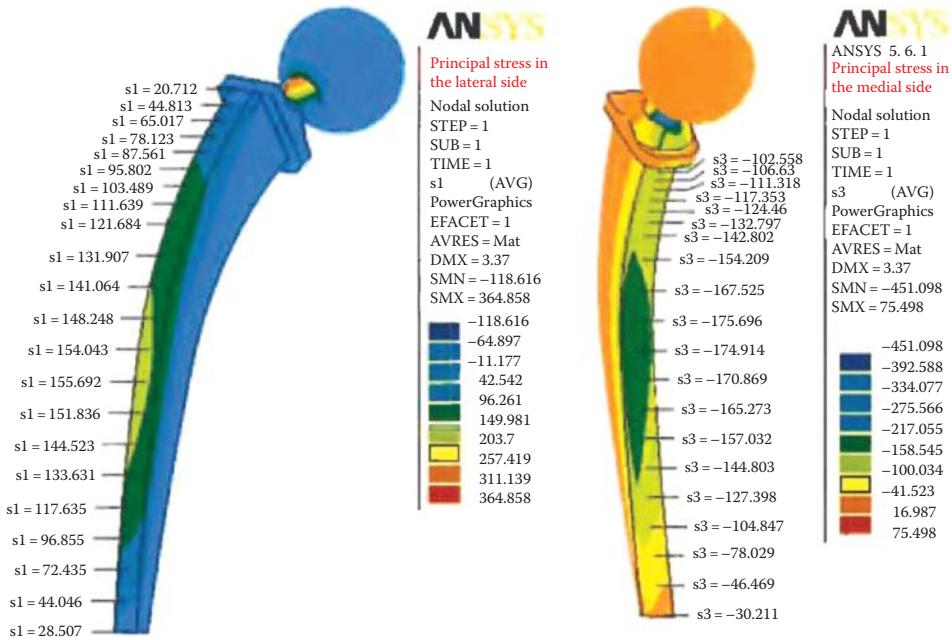 ANSYS
Principal stress in
the lateral side
Nodal solution
STEP = 1
SUB = 1
TIME = 1
s1 (AVG)
PowerGraphics
EFACET = 1
AVRES = Mat
DMX = 3.37
SMN = −118.616
SMX = 364.858
−118.616
−64.897
−11.177
42.542
96.261
149.981
203.7
257.419
311.139
364.858
s1 = 20.712
s1 = 44.813
s1 = 65.017
s1 = 78.123
s1 = 87.561
s1 = 95.802
s1 = 103.489
s1 = 111.639
s1 = 121.684
s1 = 131.907
s1 = 141.064
s1 = 148.248
s1 = 154.043
s1 = 155.692
s1 = 151.836
s1 = 144.523
s1 = 133.631
s1 = 117.635
s1 = 96.855
s1 = 72.435
s1 = 44.046
s1 = 28.507
ANSYS
ANSYS 5. 6. 1
Principal stress in
the medial side
Nodal solution
STEP = 1
SUB = 1
TIME = 1
s3 (AVG)
PowerGraphics
EFACET = 1
AVRES = Mat
DMX = 3.37
SMN = −451.098
SMX = 75.498
−451.098
−392.588
−334.077
−275.566
−217.055
−158.545
−100.034
−41.523
16.987
75.498
s3 = −102.558
s3 = −106.63
s3 = −111.318
s3 = −117.353
s3 = −124.46
s3 = −132.797
s3 = −142.802
s3 = −154.209
s3 = −167.525
s3 = −175.696
s3 = −174.914
s3 = −170.869
s3 = −165.273
s3 = −157.032
s3 = −144.803
s3 = −127.398
s3 = −104.847
s3 = −78.029
s3 = −46.469
s3 = −30.211